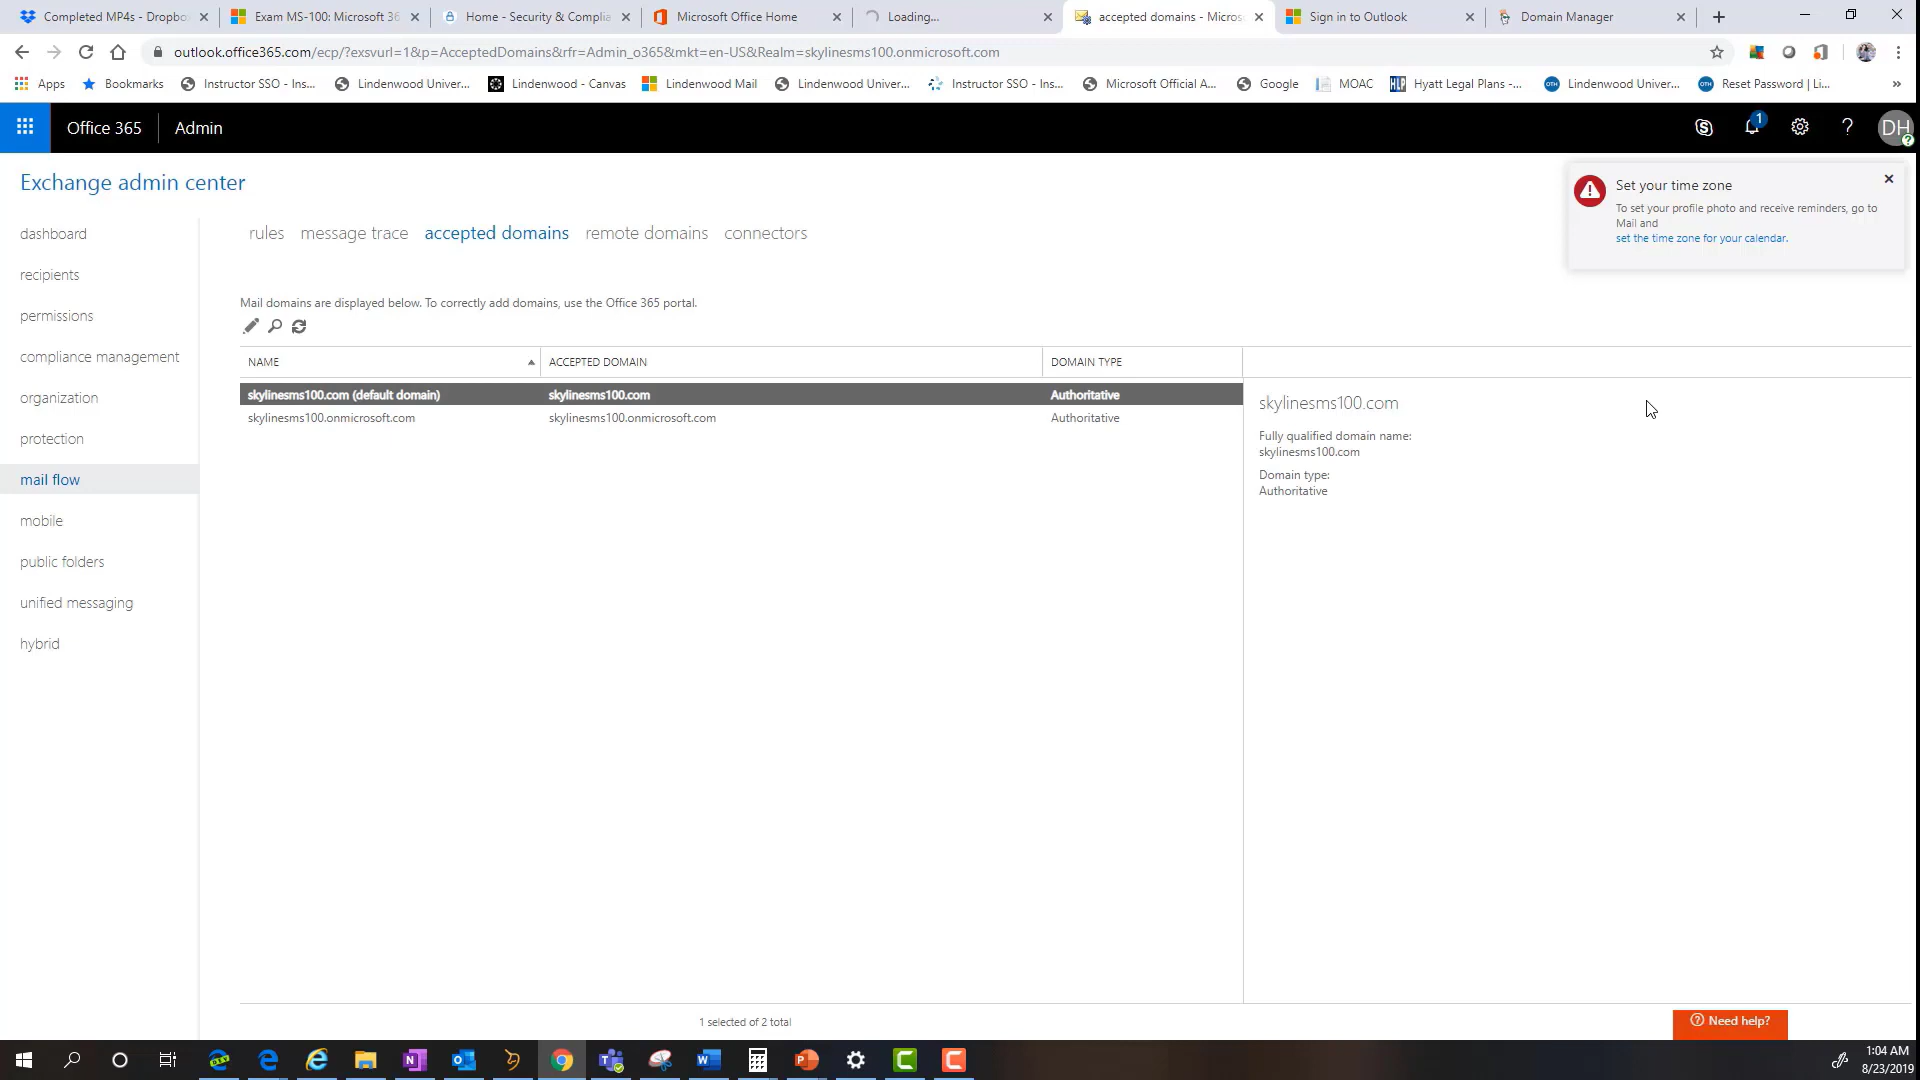 Completed MP4s - Dropbo
Exam MS-100: Microsoft 36
Home - Security & Complia
Microsoft Office Home
Loading...
accepted domains - Micros
Sign in to Outlook
Domain Manager
outlook.office365.com/ecp/?exsvurl=1&p=AcceptedDomains&rfr=Admin_o365&mkt=en-US&Realm=skylinesms100.onmicrosoft.com
Apps
Bookmarks
Instructor SSO - Ins...
Lindenwood Univer...
Lindenwood - Canvas
Lindenwood Mail
Lindenwood Univer...
Instructor SSO - Ins...
Microsoft Official A...
Google
MOAC
Hyatt Legal Plans -...
Lindenwood Univer...
Reset Password | Li...
Office 365
Admin
1
DH
Exchange admin center
Set your time zone
To set your profile photo and receive reminders, go to
Mail and
set the time zone for your calendar.
dashboard
recipients
permissions
compliance management
organization
protection
mail flow
mobile
public folders
unified messaging
hybrid
rules
message trace
accepted domains
remote domains
connectors
Mail domains are displayed below. To correctly add domains, use the Office 365 portal.
NAME
ACCEPTED DOMAIN
DOMAIN TYPE
skylinesms100.com (default domain)
skylinesms100.com
Authoritative
skylinesms100.onmicrosoft.com
skylinesms100.onmicrosoft.com
Authoritative
skylinesms100.com
Fully qualified domain name:
skylinesms100.com
Domain type:
Authoritative
1 selected of 2 total
Need help?
1:04 AM
8/23/2019